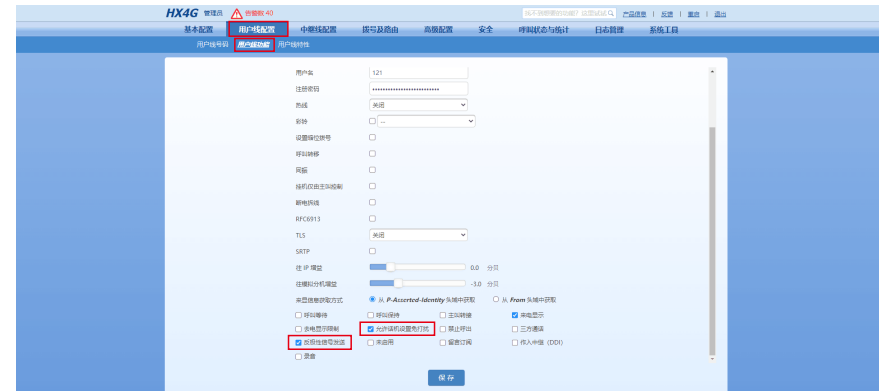 HX4G 管理员 告警数 40 找不到想要的功能?这里试试 产品信息 | 反馈 | 重启 | 退出
基本配置 用户线配置 中继线配置 拨号及路由 高级配置 安全 呼叫状态与统计 日志管理 系统工具
用户线号码 用户线功能 用户线特性
用户名 121
注册密码 ••••••••••••••••••••••••
热线 关闭
彩铃 ...
设置错位拨号
呼叫转移
同振
挂机仅由主叫控制
断电拆线
RFC6913
TLS 关闭
SRTP
往 IP 增益 0.0 分贝
往模拟分机增益 -3.0 分贝
来显信息获取方式 从 P-Asserted-Identity 头域中获取 从 From 头域中获取
呼叫等待 呼叫保持 主叫转接 来电显示
去电显示限制 允许话机设置免打扰 禁止呼出 三方通话
反极性信号发送 未启用 留言订阅 作入中继 (DDI)
录音
保存